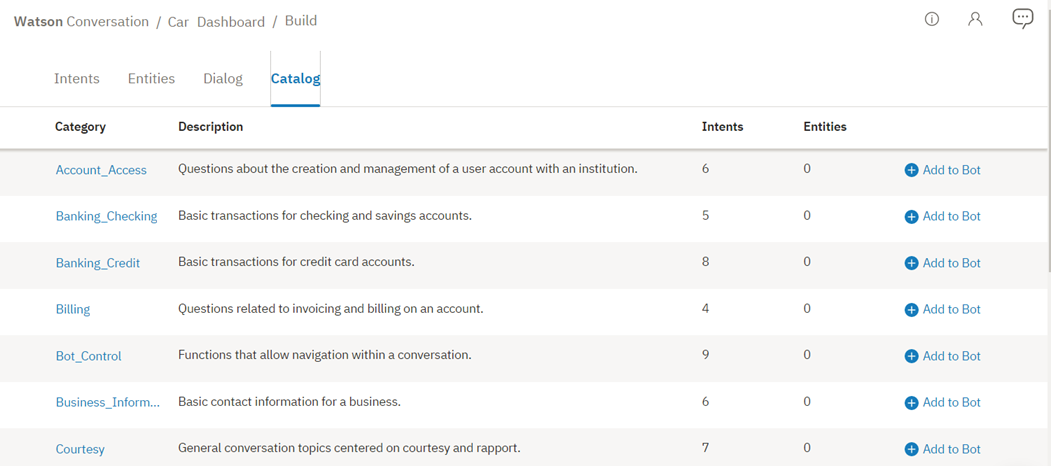 Watson Conversation / Car Dashboard / Build
Intents Entities Dialog Catalog
Category Description Intents Entities
Account_Access Questions about the creation and management of a user account with an institution. 6 0 Add to Bot
Banking_Checking Basic transactions for checking and savings accounts. 5 0 Add to Bot
Banking_Credit Basic transactions for credit card accounts. 8 0 Add to Bot
Billing Questions related to invoicing and billing on an account. 4 0 Add to Bot
Bot_Control Functions that allow navigation within a conversation. 9 0 Add to Bot
Business_Inform... Basic contact information for a business. 6 0 Add to Bot
Courtesy General conversation topics centered on courtesy and rapport. 7 0 Add to Bot